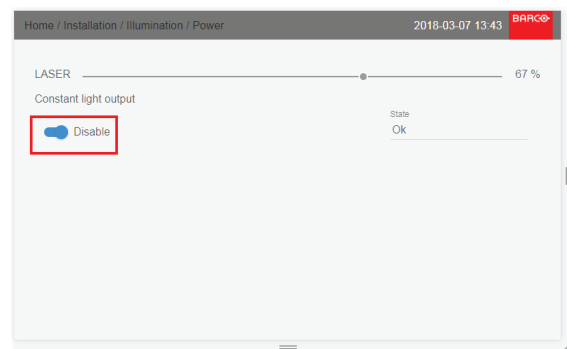 Home / Installation / Illumination / Power 2018-03-07 13:43 BARCO
LASER 67 %
Constant light output
State
Disable Ok